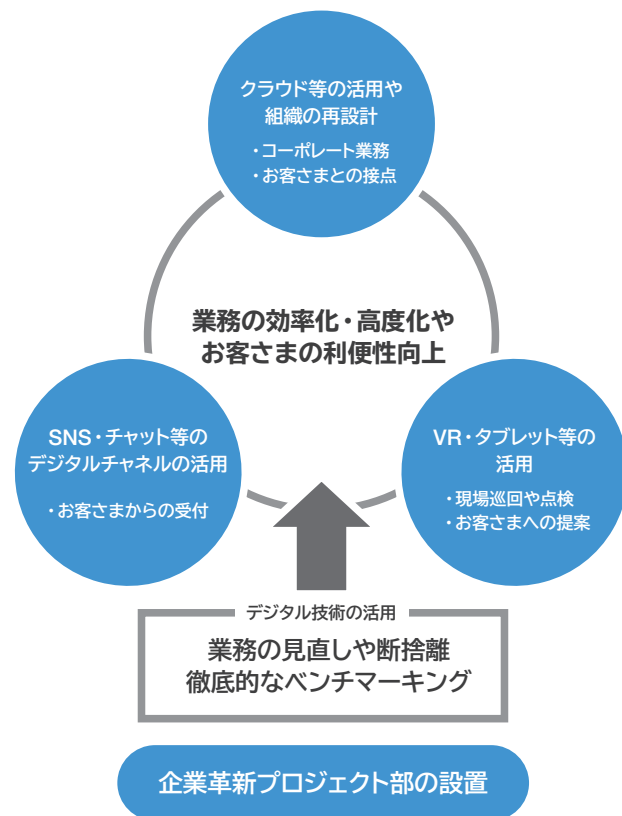 クラウド等の活用や
組織の再設計
・コーポレート業務
・お客さまとの接点
業務の効率化・高度化や
お客さまの利便性向上
SNS・チャット等の
デジタルチャネルの活用
・お客さまからの受付
VR・タブレット等の
活用
・現場巡回や点検
・お客さまへの提案
デジタル技術の活用
業務の見直しや断捨離
徹底的なベンチマーキング
企業革新プロジェクト部の設置